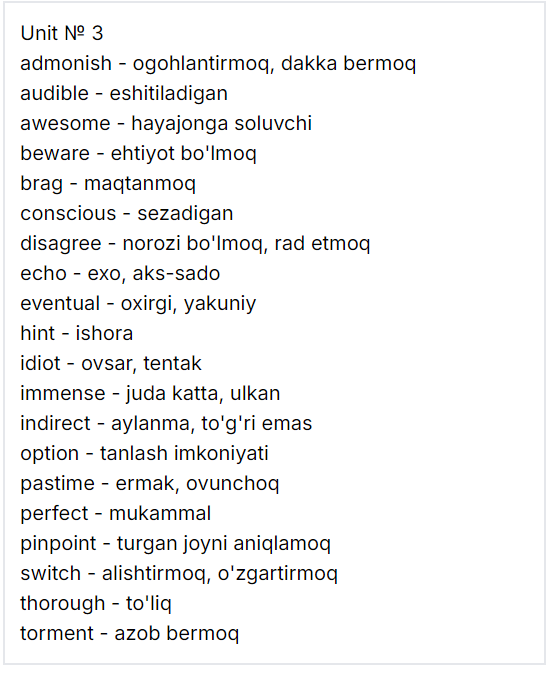 Unit № 3
admonish - ogohlantirmoq, dakka bermoq
audible - eshitiladigan
awesome - hayajonga soluvchi
beware - ehtiyot bo'lmoq
brag - maqtanmoq
conscious - sezadigan
disagree - norozi bo'lmoq, rad etmoq
echo - exo, aks-sado
eventual - oxirgi, yakuniy
hint - ishora
idiot - ovsar, tentak
immense - juda katta, ulkan
indirect - aylanma, to'g'ri emas
option - tanlash imkoniyati
pastime - ermak, ovunchoq
perfect - mukammal
pinpoint - turgan joyni aniqlamoq
switch - alishtirmoq, o'zgartirmoq
thorough - to'liq
torment - azob bermoq